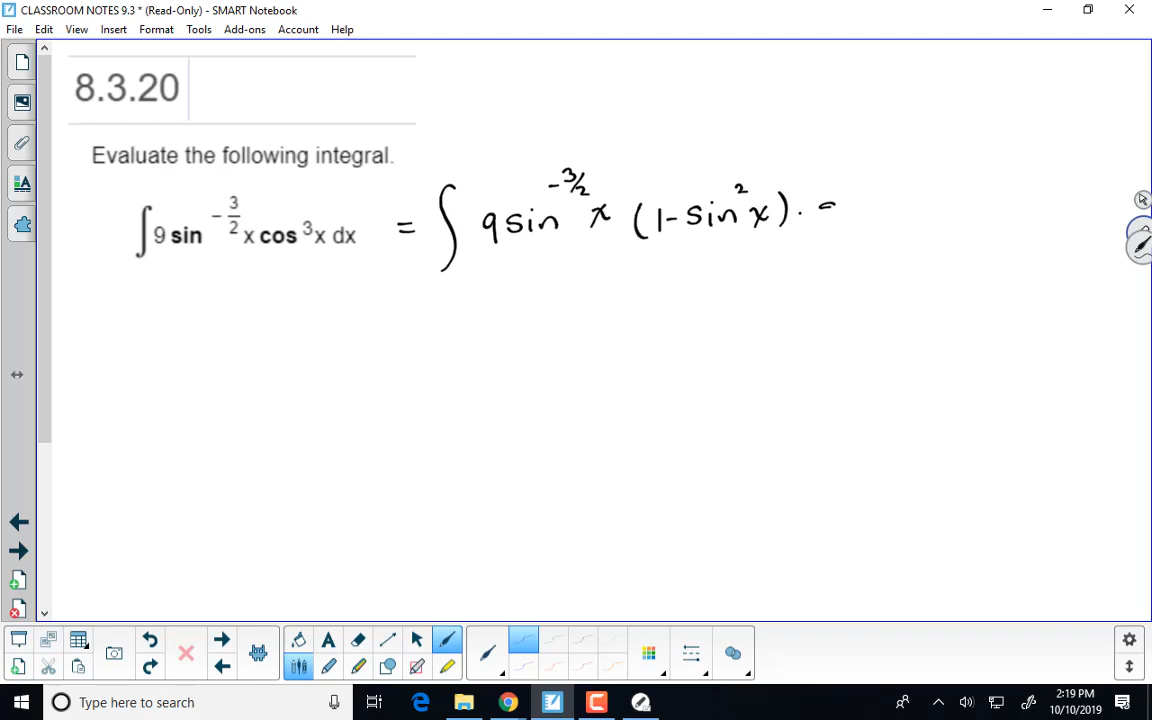 CLASSROOM NOTES 9.3 * (Read-Only) - SMART Notebook
File Edit View Insert Format Tools Add-ons Account Help
8.3.20
Evaluate the following integral.
∫ 9 sin^(-3/2) x cos^3 x dx = ∫ 9 sin^(-3/2) x (1 - sin^2 x) ·
Type here to search
2:19 PM
10/10/2019